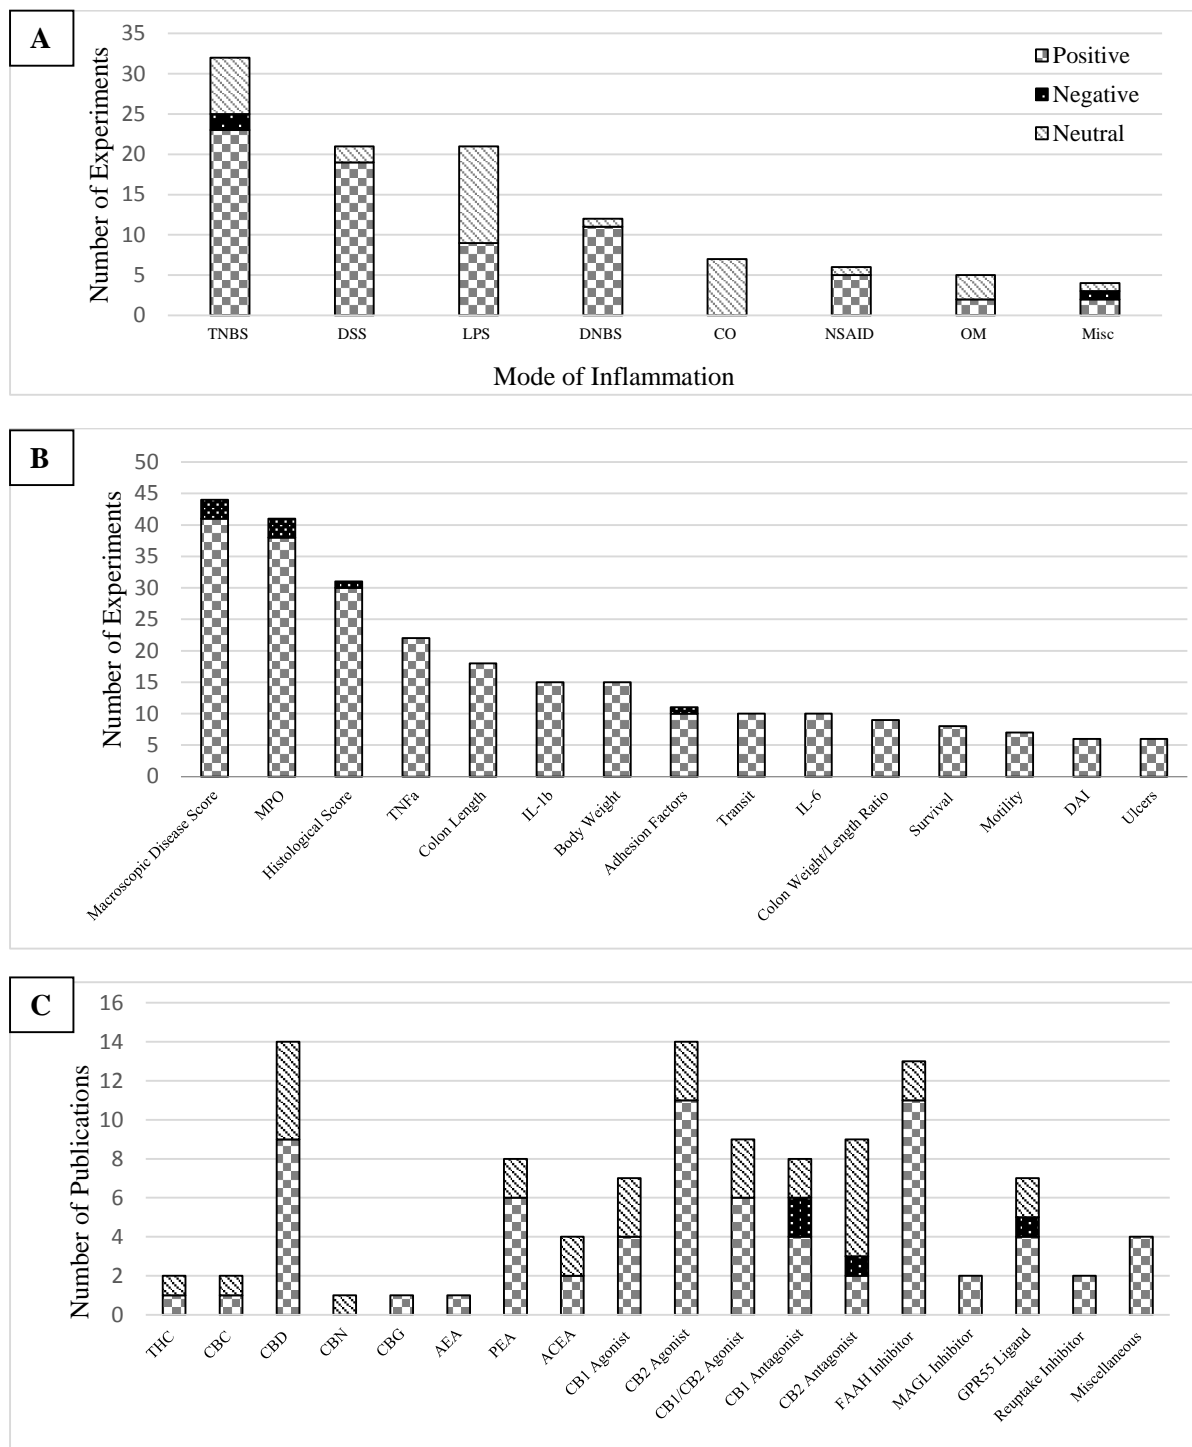 A
Number of Experiments
35
30
25
20
15
10
5
0
Positive
Negative
Neutral
TNBS DSS LPS DNBS CO NSAID OM Misc
Mode of Inflammation
B
Number of Experiments
50
45
40
35
30
25
20
15
10
5
0
Macroscopic Disease Score
MPO
Histological Score
TNFa
Colon Length
IL-1b
Body Weight
Adhesion Factors
Transit
IL-6
Colon Weight/Length Ratio
Survival
Motility
DAI
Ulcers
C
Number of Publications
16
14
12
10
8
6
4
2
0
THC
CBC
CBD
CBN
CBG
AEA
PEA
ACEA
CB1 Agonist
CB2 Agonist
CB1/CB2 Agonist
CB1 Antagonist
CB2 Antagonist
FAAH Inhibitor
MAGL Inhibitor
GPR55 Ligand
Reuptake Inhibitor
Miscellaneous